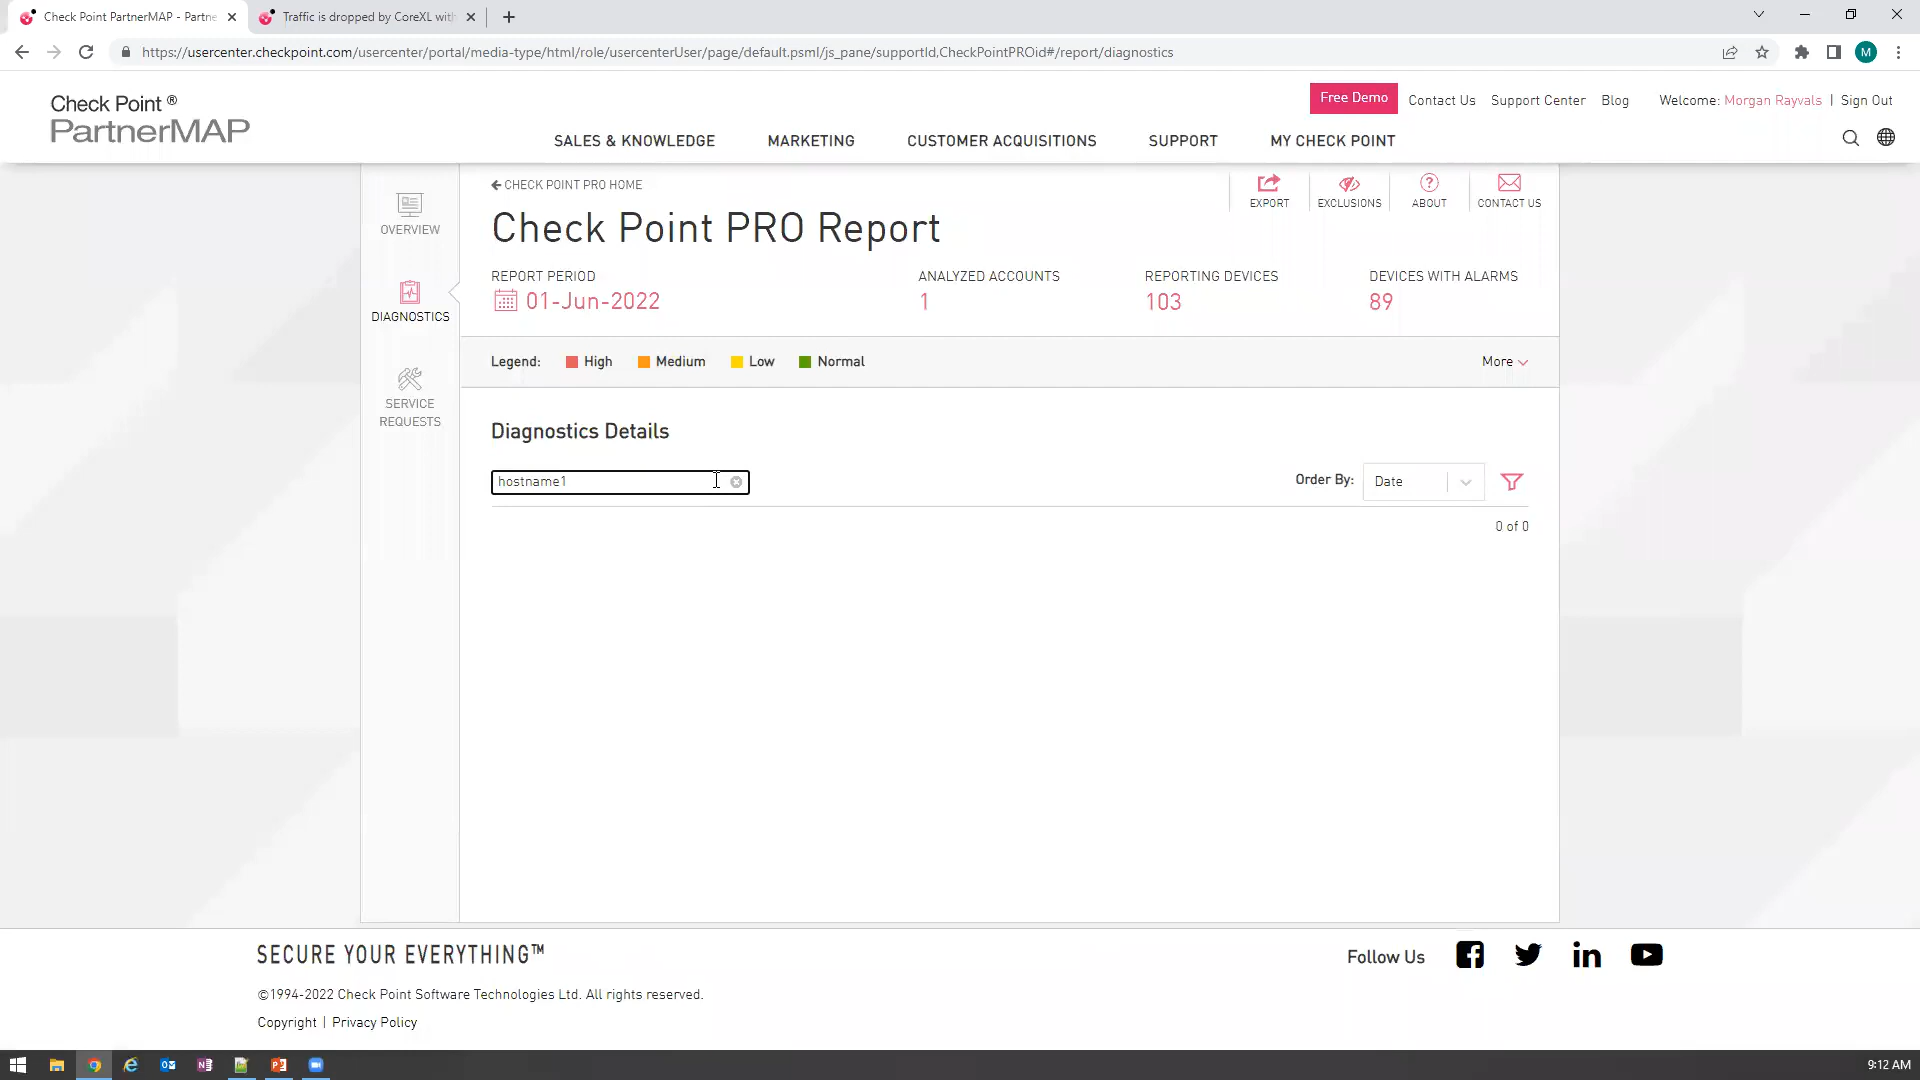 Check Point PartnerMAP - Partne
Traffic is dropped by CoreXL with
https://usercenter.checkpoint.com/usercenter/portal/media-type/html/role/usercenterUser/page/default.psml/js_pane/supportId,CheckPointPROid#/report/diagnostics
M
Check Point ®
PartnerMAP
Free Demo
Contact Us
Support Center
Blog
Welcome: Morgan Rayvals | Sign Out
SALES & KNOWLEDGE
MARKETING
CUSTOMER ACQUISITIONS
SUPPORT
MY CHECK POINT
OVERVIEW
DIAGNOSTICS
SERVICE
REQUESTS
CHECK POINT PRO HOME
EXPORT
EXCLUSIONS
ABOUT
CONTACT US
Check Point PRO Report
REPORT PERIOD
01-Jun-2022
ANALYZED ACCOUNTS
1
REPORTING DEVICES
103
DEVICES WITH ALARMS
89
Legend: High Medium Low Normal
More
Diagnostics Details
hostname1
Order By: Date
0 of 0
SECURE YOUR EVERYTHING™
Follow Us
©1994-2022 Check Point Software Technologies Ltd. All rights reserved.
Copyright | Privacy Policy
9:12 AM